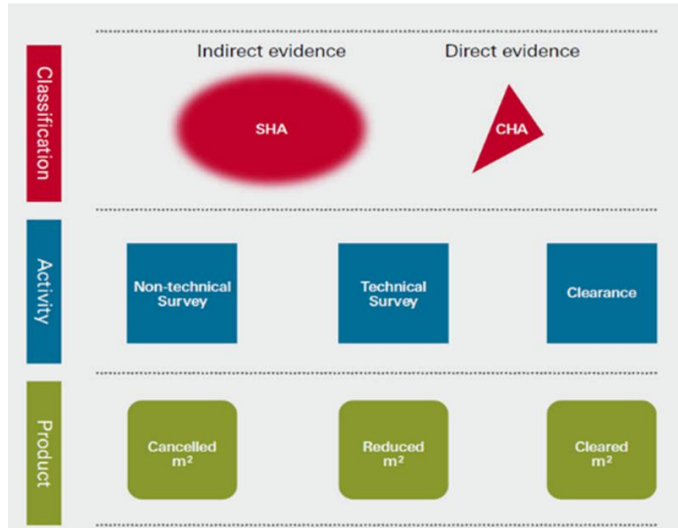 Classification
Indirect evidence
Direct evidence
SHA
CHA
Activity
Non-technical
Survey
Technical
Survey
Clearance
Product
Cancelled
m²
Reduced
m²
Cleared
m²